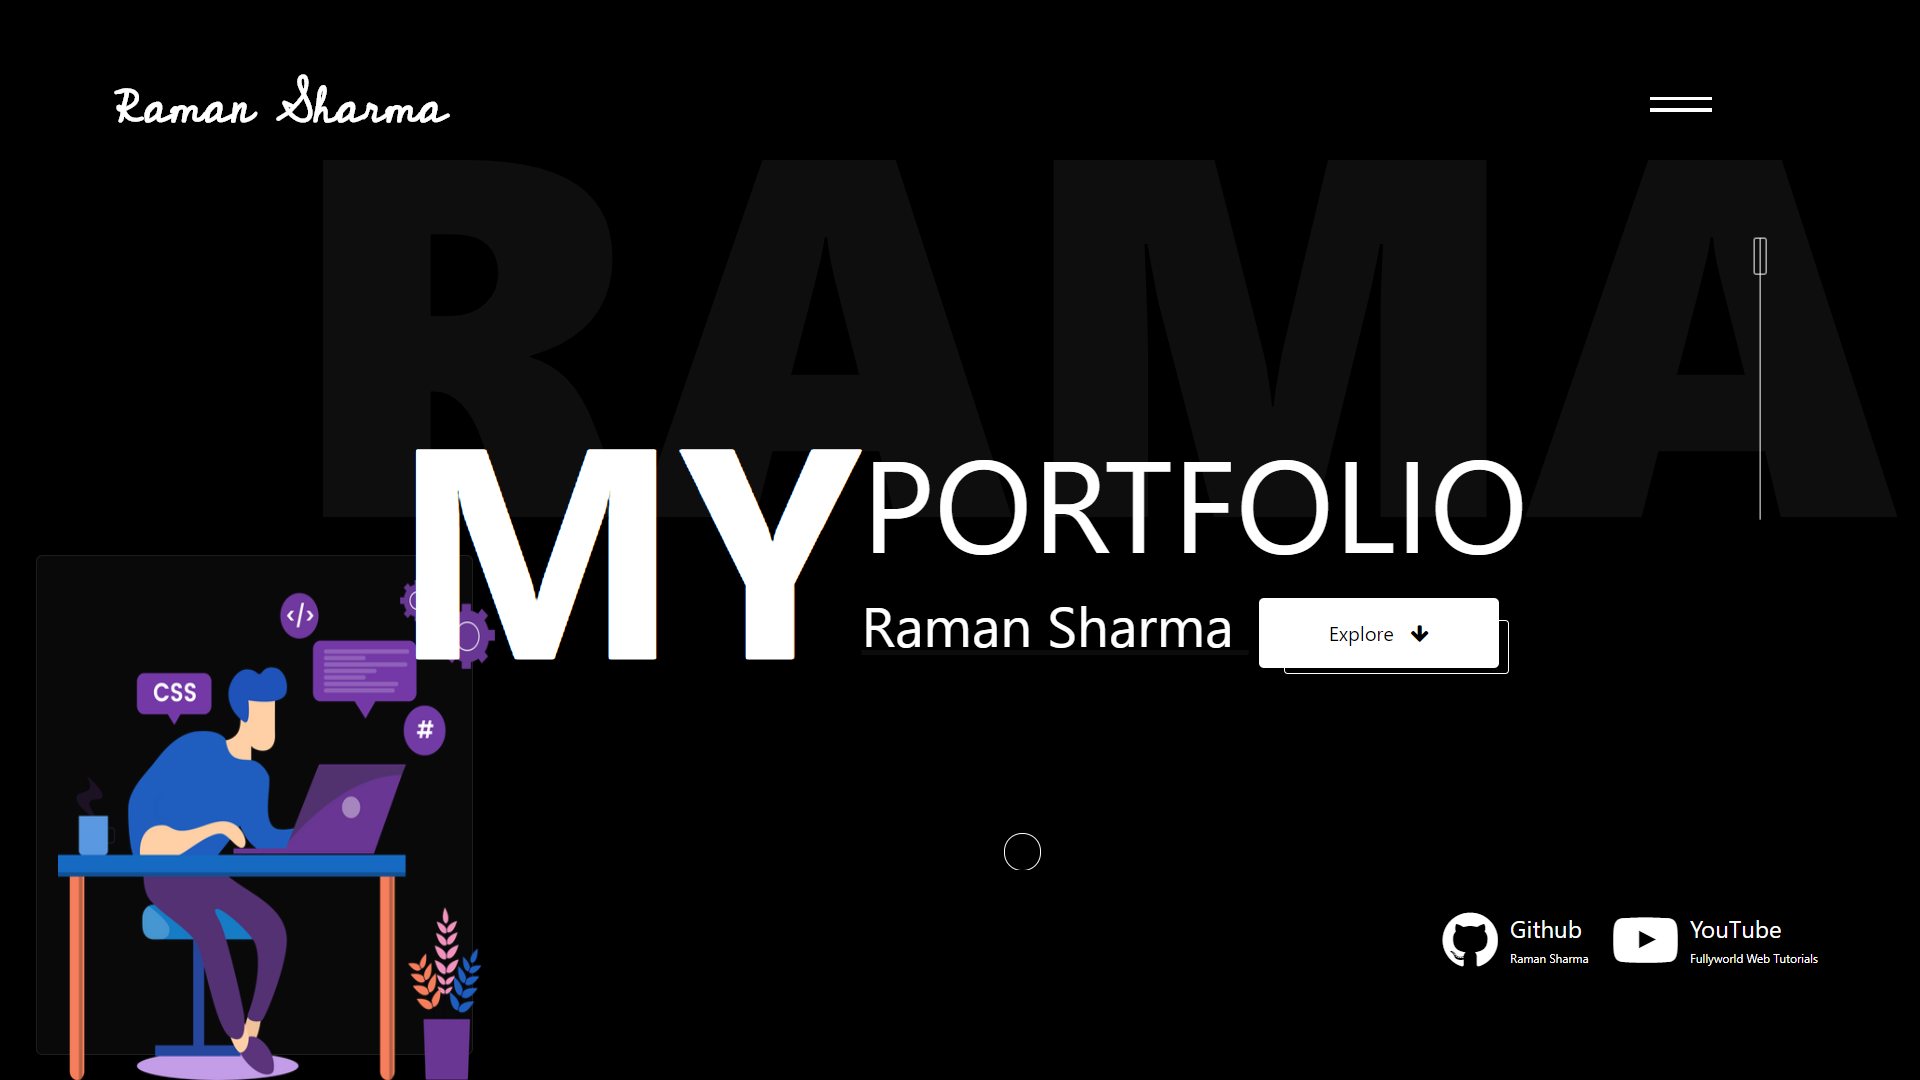 Raman Sharma
RAMA
MY PORTFOLIO
</>
CSS
#
Raman Sharma
Explore
Github
Raman Sharma
YouTube
Fullyworld Web Tutorials